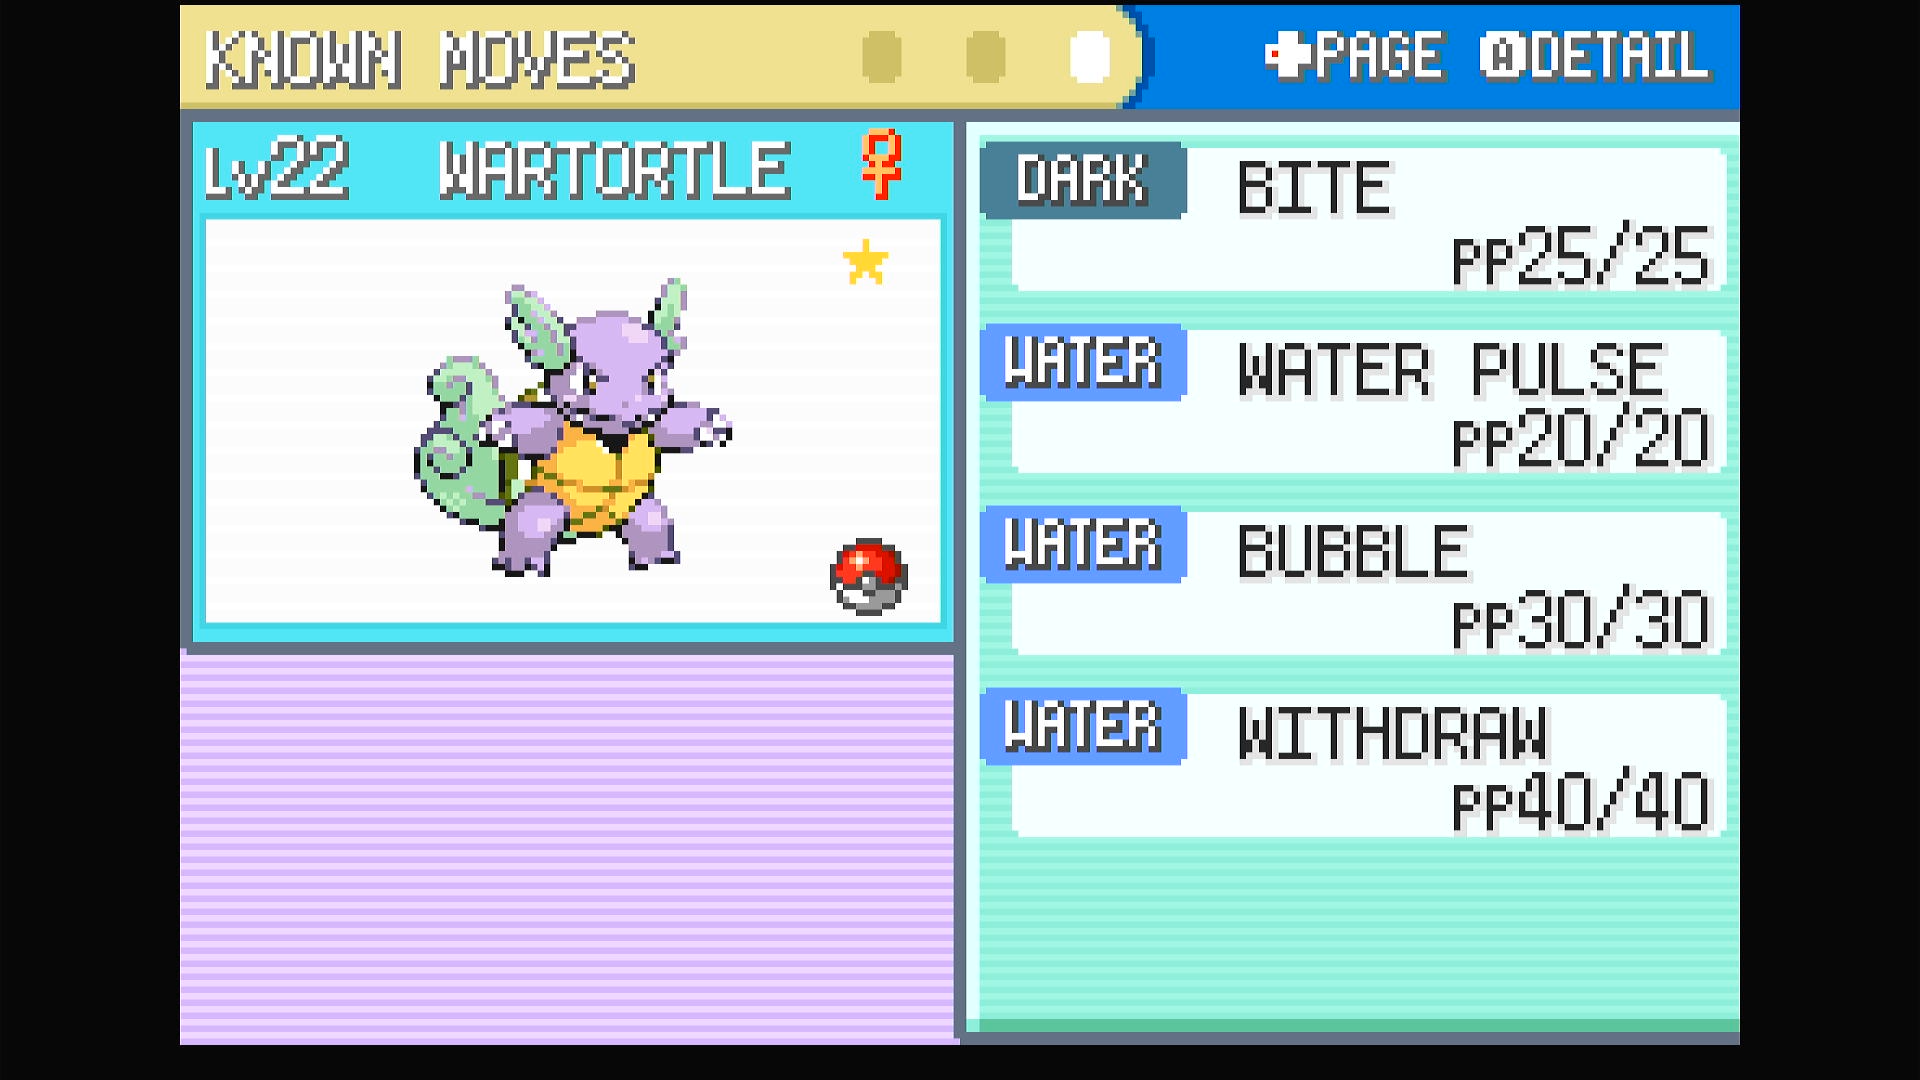 KNOWN MOVES
PAGE ADETAIL
Lv22 WARTORTLE ♀
DARK BITE
PP25/25
WATER WATER PULSE
PP20/20
WATER BUBBLE
PP30/30
WATER WITHDRAW
PP40/40